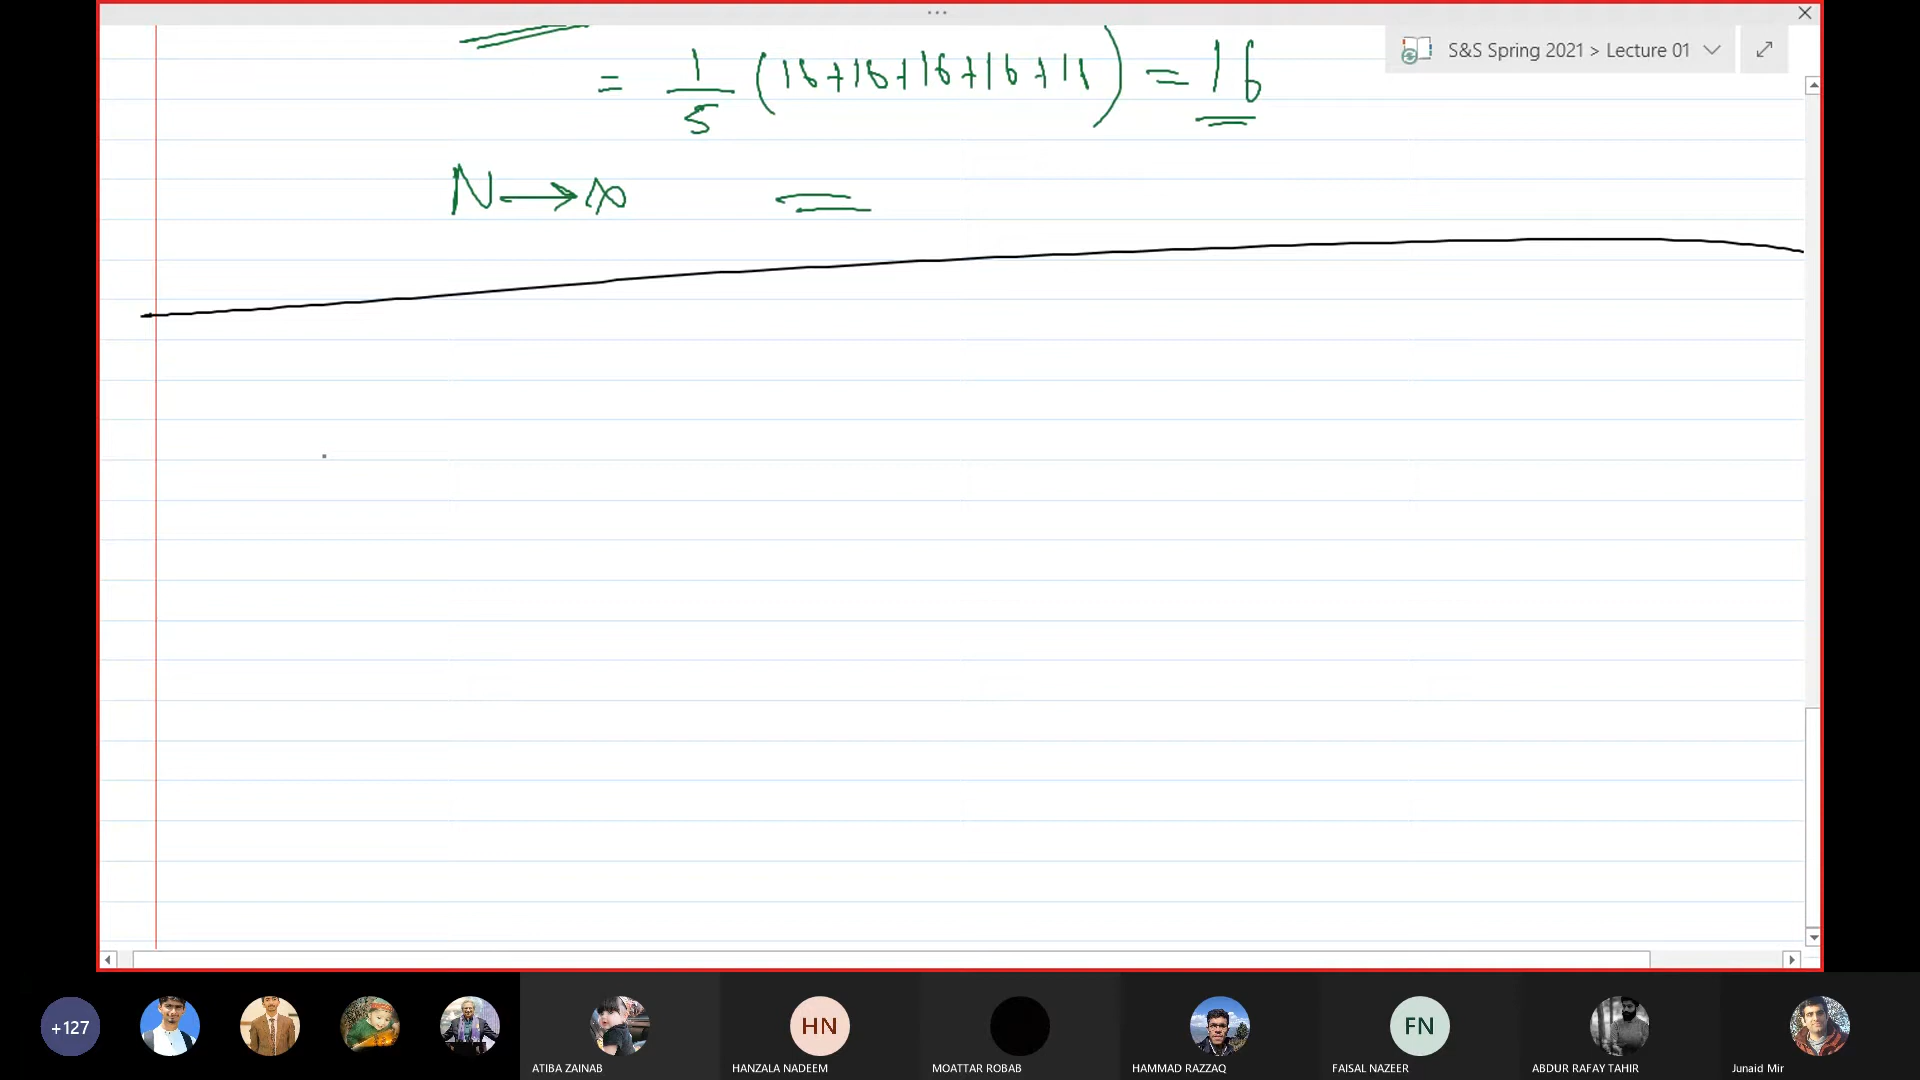 S&S Spring 2021 > Lecture 01
= 1/5 (16+16+16+16+16) = 16
N → ∞ =
+127
HN
FN
ATIBA ZAINAB
HANZALA NADEEM
MOATTAR ROBAB
HAMMAD RAZZAQ
FAISAL NAZEER
ABDUR RAFAY TAHIR
Junaid Mir